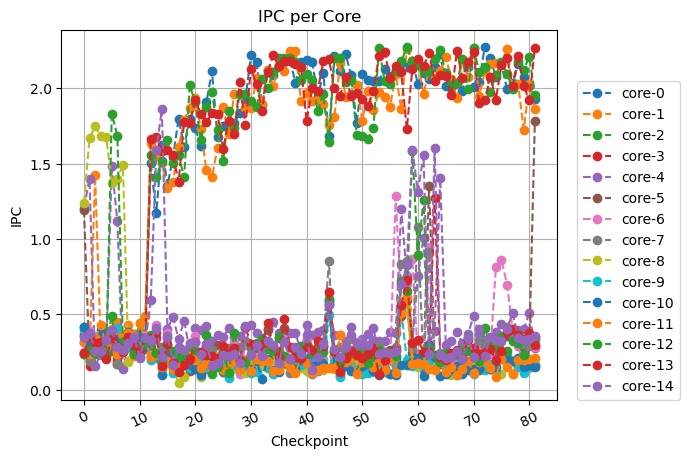 IPC per Core
IPC
2.0
1.5
1.0
0.5
0.0
0
10
20
30
40
50
60
70
80
Checkpoint
core-0
core-1
core-2
core-3
core-4
core-5
core-6
core-7
core-8
core-9
core-10
core-11
core-12
core-13
core-14